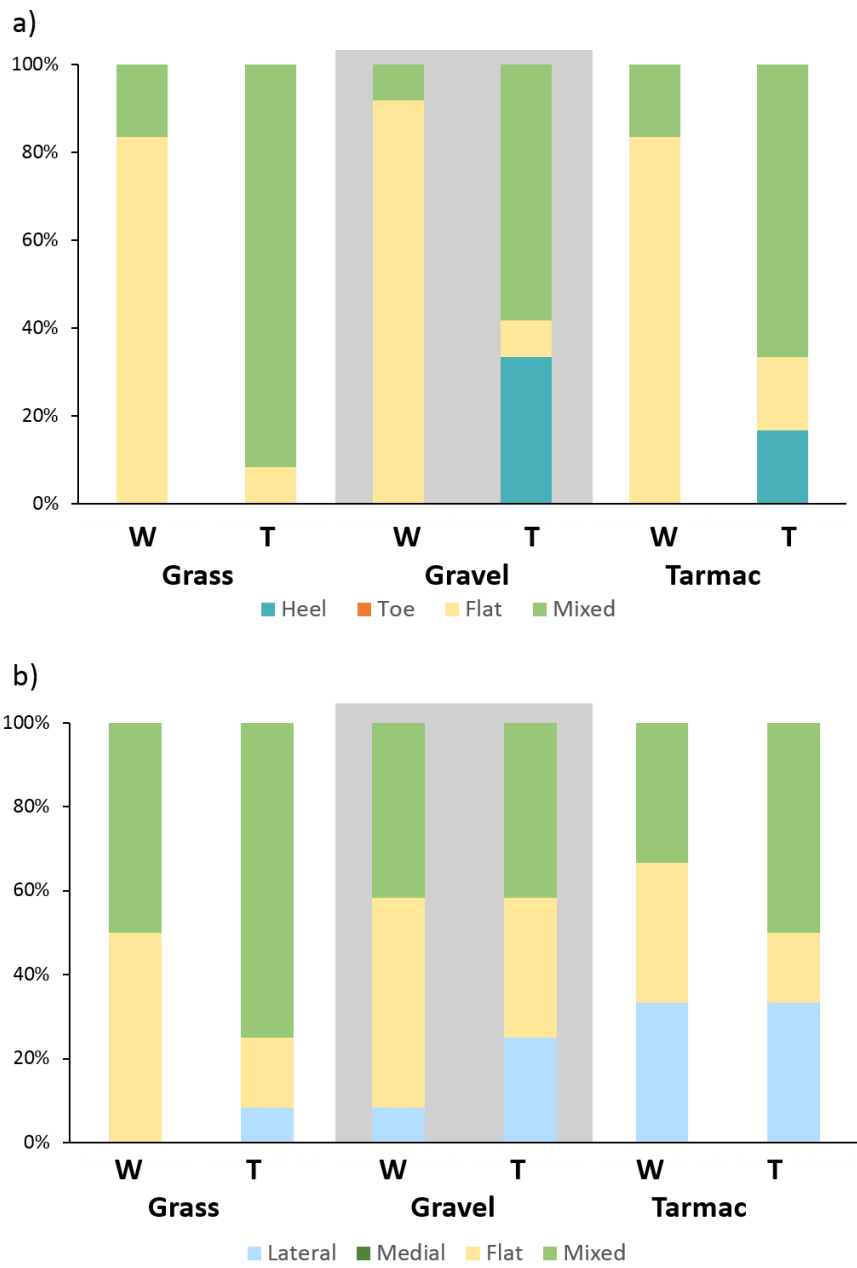 a)
100%
80%
60%
40%
20%
0%
W T W T W T
Grass Gravel Tarmac
Heel Toe Flat Mixed
b)
100%
80%
60%
40%
20%
0%
W T W T W T
Grass Gravel Tarmac
Lateral Medial Flat Mixed